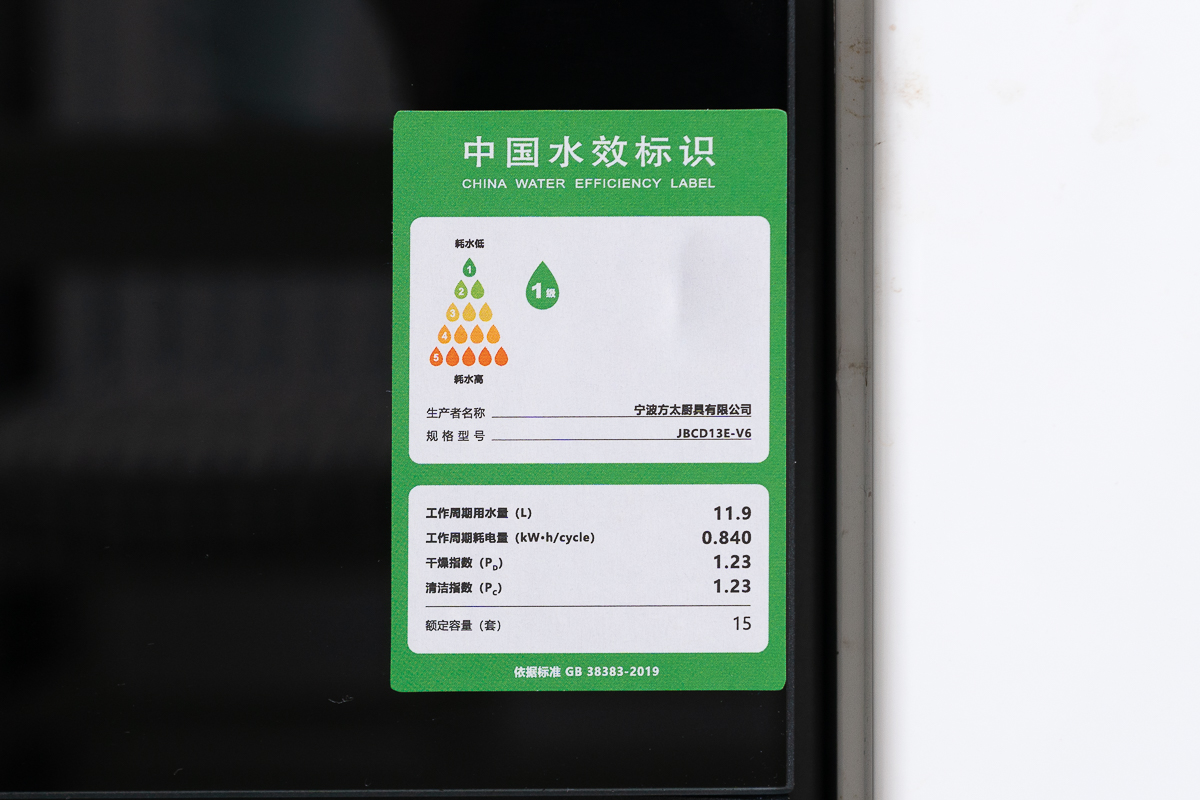 中国水效标识
CHINA WATER EFFICIENCY LABEL
耗水低
1
2
3
4
5
耗水高
1级
生产者名称 宁波方太厨具有限公司
规格型号 JBCD13E-V6
工作周期用水量（L） 11.9
工作周期耗电量（kW·h/cycle） 0.840
干燥指数（PD） 1.23
清洁指数（PC） 1.23
额定容量（套） 15
依据标准 GB 38383-2019